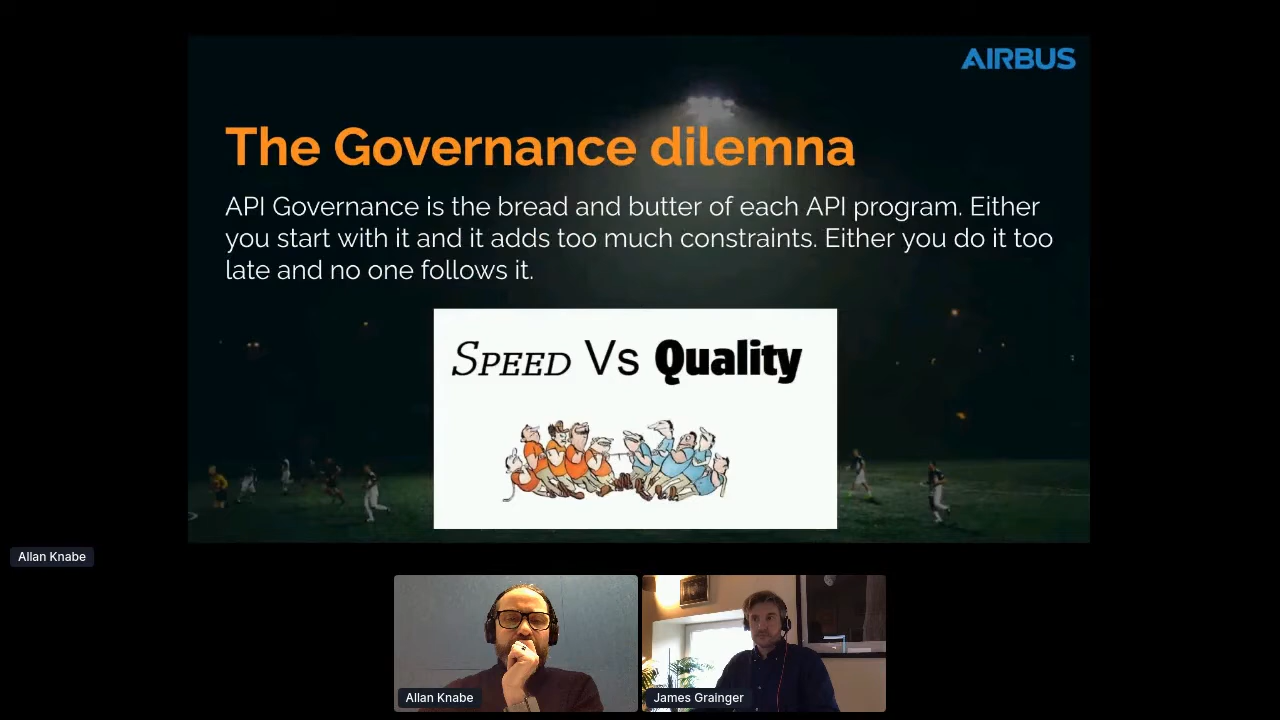 AIRBUS
The Governance dilemna
API Governance is the bread and butter of each API program. Either
you start with it and it adds too much constraints. Either you do it too
late and no one follows it.
SPEED Vs Quality
Allan Knabe
Allan Knabe
James Grainger